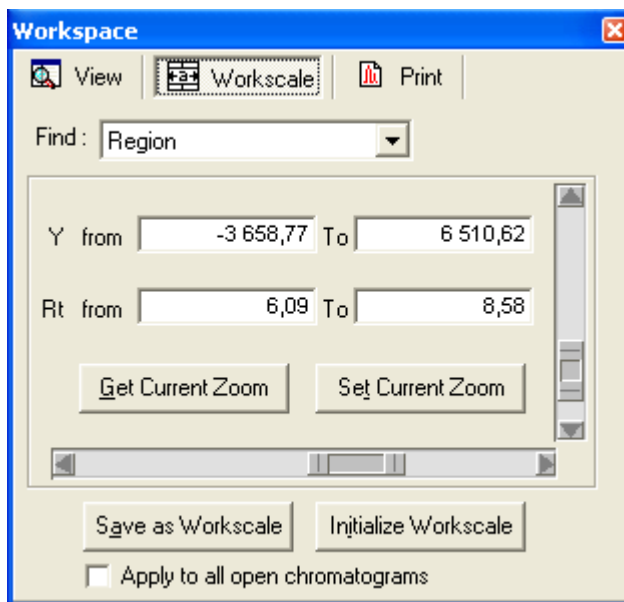 Workspace
View Workscale Print
Find : Region
Y from -3 658,77 To 6 510,62
Rt from 6,09 To 8,58
Get Current Zoom Set Current Zoom
Save as Workscale Initialize Workscale
Apply to all open chromatograms